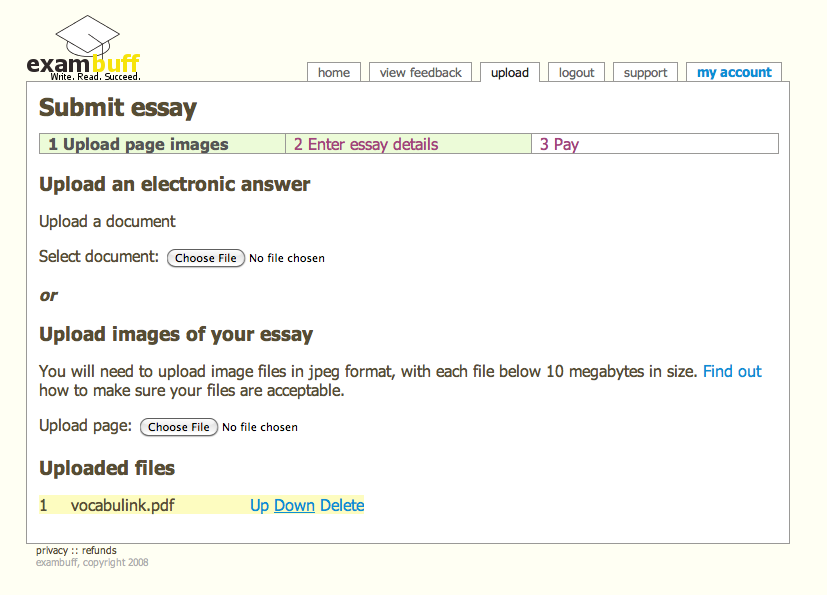 exambuff
Write. Read. Succeed.
home view feedback upload logout support my account
Submit essay
1 Upload page images 2 Enter essay details 3 Pay
Upload an electronic answer
Upload a document
Select document: Choose File No file chosen
or
Upload images of your essay
You will need to upload image files in jpeg format, with each file below 10 megabytes in size. Find out
how to make sure your files are acceptable.
Upload page: Choose File No file chosen
Uploaded files
1 vocabulink.pdf Up Down Delete
privacy :: refunds
exambuff, copyright 2008